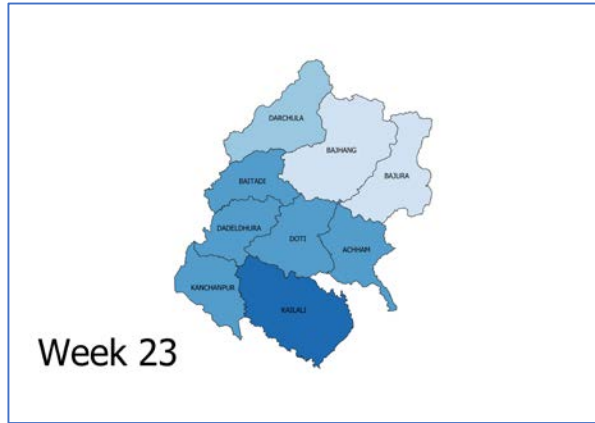 DARCHULA
BAJHANG
BAJURA
BAITADI
DADELDHURA
DOTI
ACHHAM
KANCHANPUR
KAILALI
Week 23